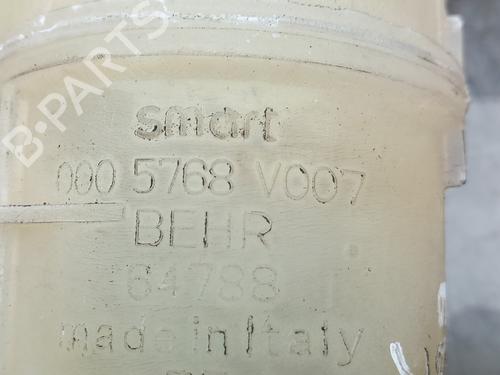 B-PARTS
smart
000 5768 V007
BEHR
64788
made in Italy